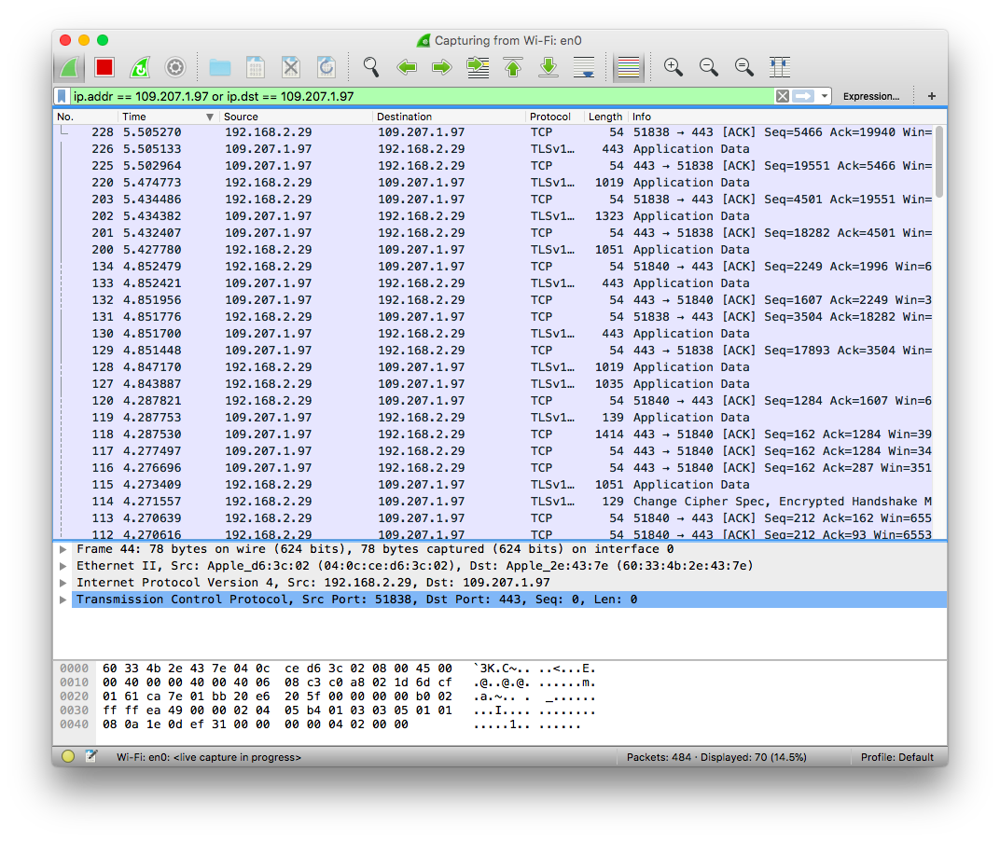 Capturing from Wi-Fi: en0
ip.addr == 109.207.1.97 or ip.dst == 109.207.1.97 Expression... +
No. Time Source Destination Protocol Length Info
228 5.505270 192.168.2.29 109.207.1.97 TCP 54 51838 → 443 [ACK] Seq=5466 Ack=19940 Win=
226 5.505133 109.207.1.97 192.168.2.29 TLSv1… 443 Application Data
225 5.502964 109.207.1.97 192.168.2.29 TCP 54 443 → 51838 [ACK] Seq=19551 Ack=5466 Win=
220 5.474773 192.168.2.29 109.207.1.97 TLSv1… 1019 Application Data
203 5.434486 192.168.2.29 109.207.1.97 TCP 54 51838 → 443 [ACK] Seq=4501 Ack=19551 Win=
202 5.434382 109.207.1.97 192.168.2.29 TLSv1… 1323 Application Data
201 5.432407 109.207.1.97 192.168.2.29 TCP 54 443 → 51838 [ACK] Seq=18282 Ack=4501 Win=
200 5.427780 192.168.2.29 109.207.1.97 TLSv1… 1051 Application Data
134 4.852479 192.168.2.29 109.207.1.97 TCP 54 51840 → 443 [ACK] Seq=2249 Ack=1996 Win=6
133 4.852421 109.207.1.97 192.168.2.29 TLSv1… 443 Application Data
132 4.851956 109.207.1.97 192.168.2.29 TCP 54 443 → 51840 [ACK] Seq=1607 Ack=2249 Win=3
131 4.851776 192.168.2.29 109.207.1.97 TCP 54 51838 → 443 [ACK] Seq=3504 Ack=18282 Win=
130 4.851700 109.207.1.97 192.168.2.29 TLSv1… 443 Application Data
129 4.851448 109.207.1.97 192.168.2.29 TCP 54 443 → 51838 [ACK] Seq=17893 Ack=3504 Win=
128 4.847170 192.168.2.29 109.207.1.97 TLSv1… 1019 Application Data
127 4.843887 192.168.2.29 109.207.1.97 TLSv1… 1035 Application Data
120 4.287821 192.168.2.29 109.207.1.97 TCP 54 51840 → 443 [ACK] Seq=1284 Ack=1607 Win=6
119 4.287753 109.207.1.97 192.168.2.29 TLSv1… 139 Application Data
118 4.287530 109.207.1.97 192.168.2.29 TCP 1414 443 → 51840 [ACK] Seq=162 Ack=1284 Win=39
117 4.277497 109.207.1.97 192.168.2.29 TCP 54 443 → 51840 [ACK] Seq=162 Ack=1284 Win=34
116 4.276696 109.207.1.97 192.168.2.29 TCP 54 443 → 51840 [ACK] Seq=162 Ack=287 Win=351
115 4.273409 192.168.2.29 109.207.1.97 TLSv1… 1051 Application Data
114 4.271557 192.168.2.29 109.207.1.97 TLSv1… 129 Change Cipher Spec, Encrypted Handshake M
113 4.270639 192.168.2.29 109.207.1.97 TCP 54 51840 → 443 [ACK] Seq=212 Ack=162 Win=655
112 4.270616 192.168.2.29 109.207.1.97 TCP 54 51840 → 443 [ACK] Seq=212 Ack=93 Win=6553
Frame 44: 78 bytes on wire (624 bits), 78 bytes captured (624 bits) on interface 0
Ethernet II, Src: Apple_d6:3c:02 (04:0c:ce:d6:3c:02), Dst: Apple_2e:43:7e (60:33:4b:2e:43:7e)
Internet Protocol Version 4, Src: 192.168.2.29, Dst: 109.207.1.97
Transmission Control Protocol, Src Port: 51838, Dst Port: 443, Seq: 0, Len: 0
0000 60 33 4b 2e 43 7e 04 0c ce d6 3c 02 08 00 45 00 `3K.C~.. ..<...E.
0010 00 40 00 00 40 00 40 06 08 c3 c0 a8 02 1d 6d cf .@..@.@. ......m.
0020 01 61 ca 7e 01 bb 20 e6 20 5f 00 00 00 00 b0 02 .a.~.. . _......
0030 ff ff ea 49 00 00 02 04 05 b4 01 03 03 05 01 01 ...I.... ........
0040 08 0a 1e 0d ef 31 00 00 00 00 04 02 00 00 .....1.. ......
Wi-Fi: en0: <live capture in progress> Packets: 484 · Displayed: 70 (14.5%) Profile: Default